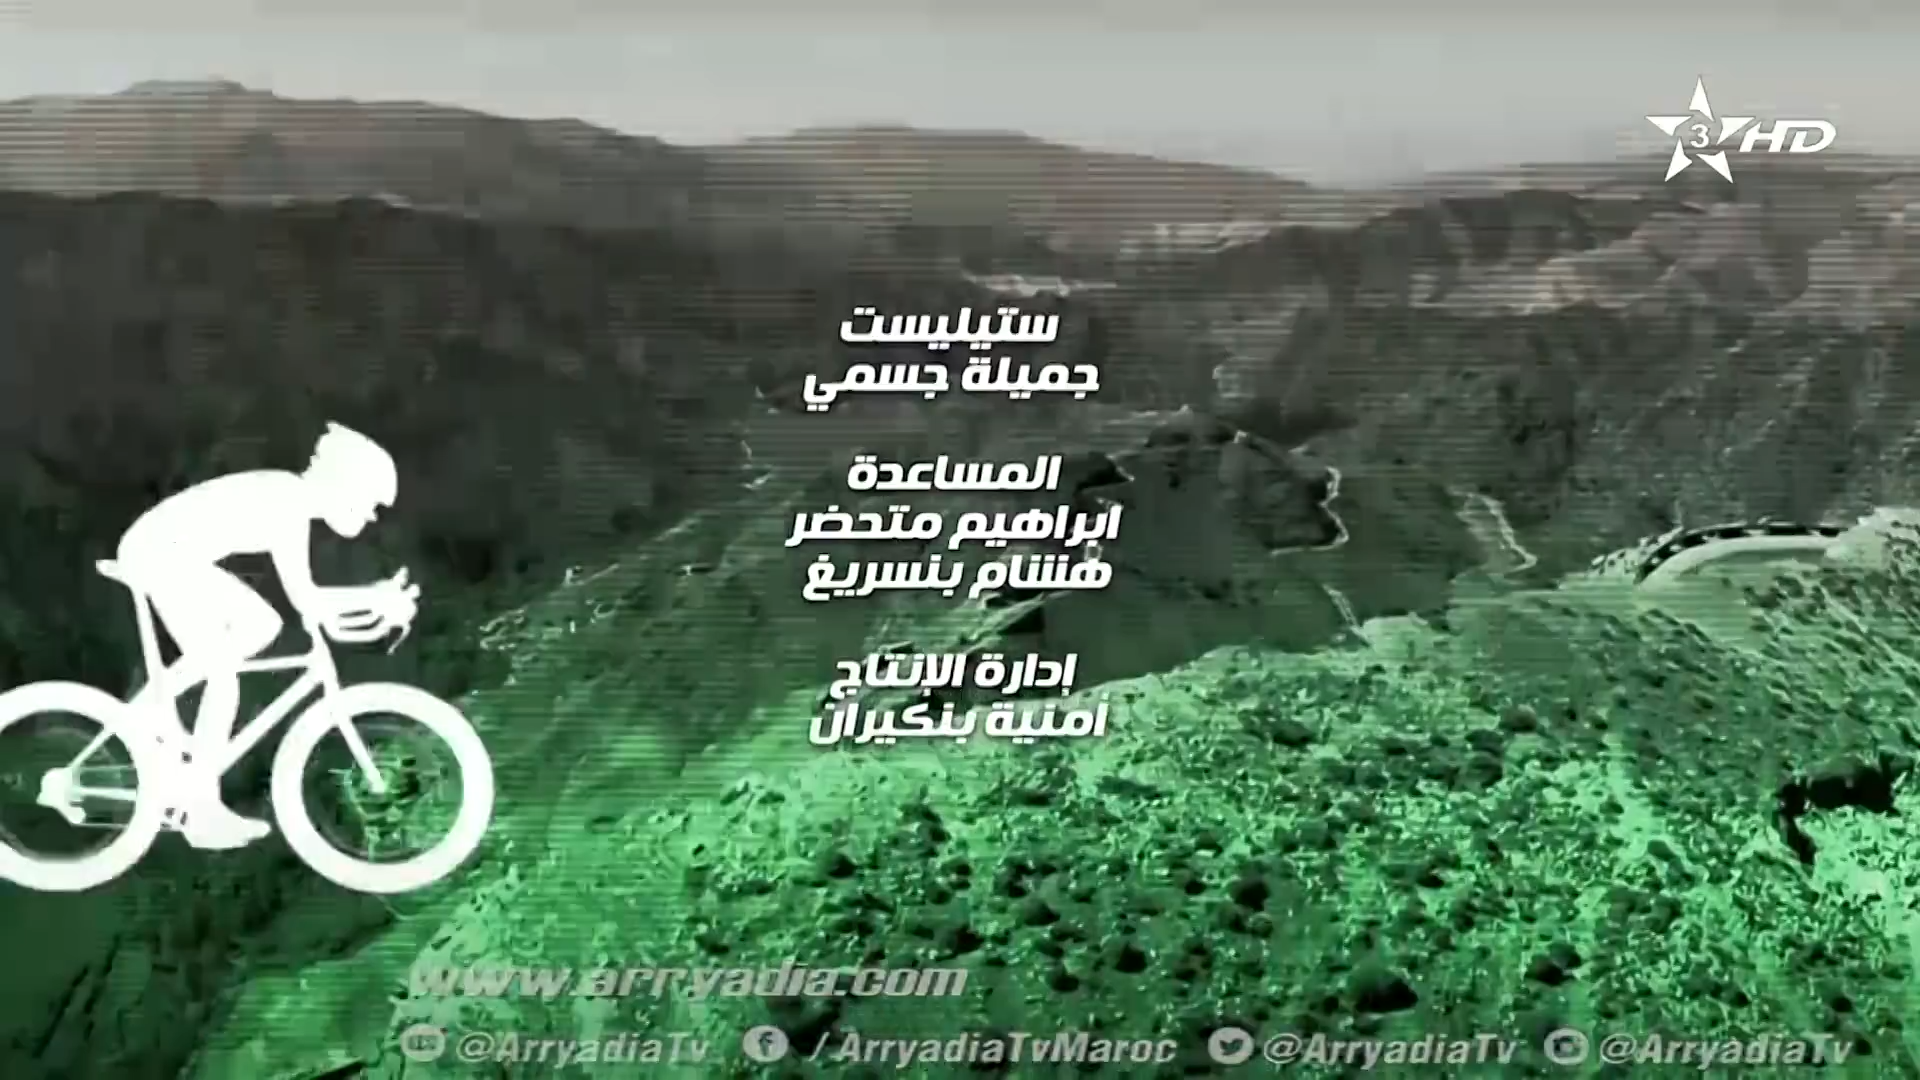 3 HD
ستيليست
جميلة جسمي
المساعدة
ابراهيم متحضر
هشام بنسريغ
إدارة الإنتاج
أمنية بنكيران
www.arryadia.com
@ArryadiaTv /ArryadiaTvMaroc @ArryadiaTv @ArryadiaTv